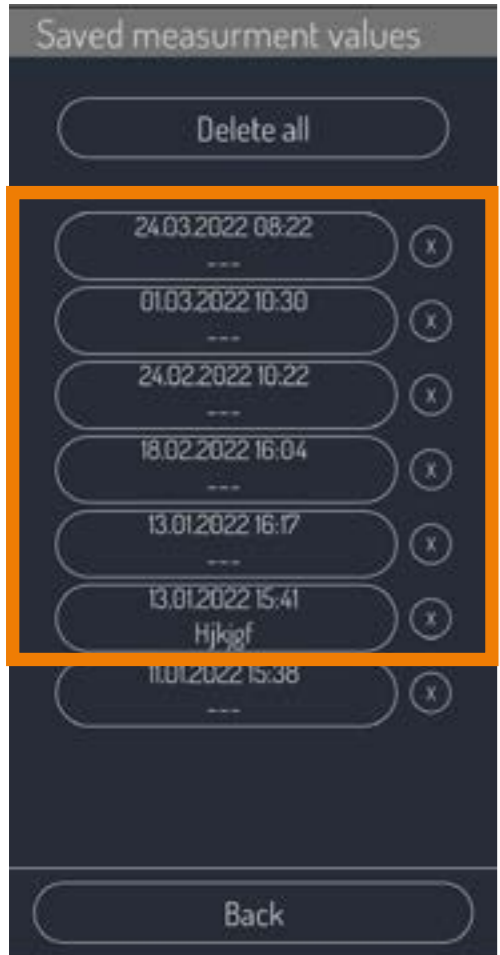 Saved measurment values
Delete all
24.03.2022 08:22
---
X
01.03.2022 10:30
---
X
24.02.2022 10:22
---
X
18.02.2022 16:04
---
X
13.01.2022 16:17
---
X
13.01.2022 15:41
Hjkjgf
X
11.01.2022 15:38
---
X
Back